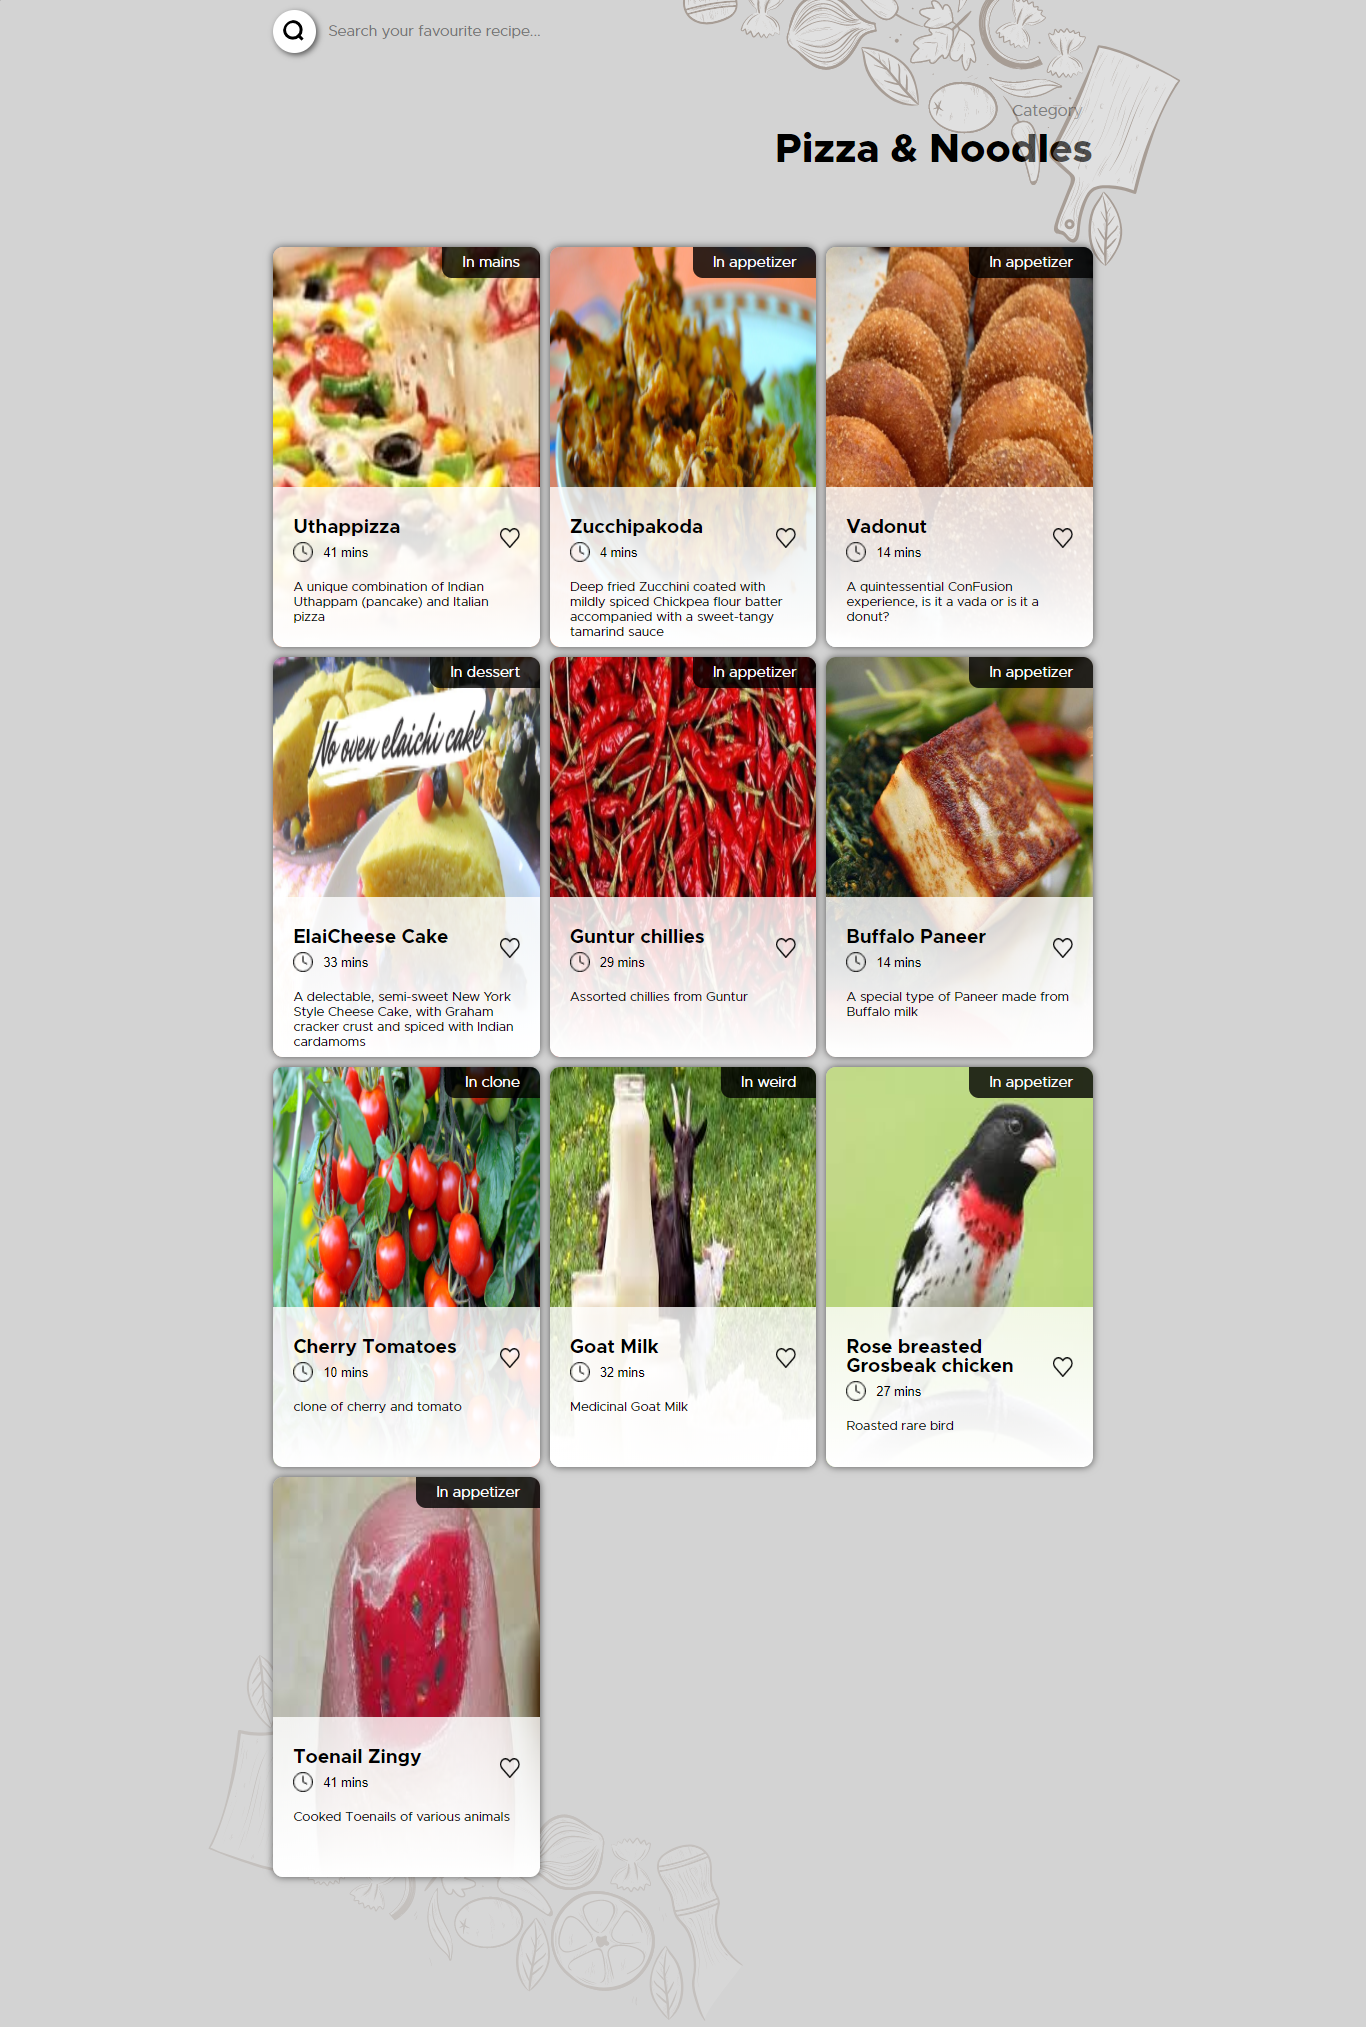 Search your favourite recipe...
Category
Pizza & Noodles
In mains
Uthappizza
41 mins
A unique combination of Indian
Uthappam (pancake) and Italian
pizza
In appetizer
Zucchipakoda
4 mins
Deep fried Zucchini coated with
mildly spiced Chickpea flour batter
accompanied with a sweet-tangy
tamarind sauce
In appetizer
Vadonut
14 mins
A quintessential ConFusion
experience, is it a vada or is it a
donut?
In dessert
No oven elaichi cake
ElaiCheese Cake
33 mins
A delectable, semi-sweet New York
Style Cheese Cake, with Graham
cracker crust and spiced with Indian
cardamoms
In appetizer
Guntur chillies
29 mins
Assorted chillies from Guntur
In appetizer
Buffalo Paneer
14 mins
A special type of Paneer made from
Buffalo milk
In clone
Cherry Tomatoes
10 mins
clone of cherry and tomato
In weird
Goat Milk
32 mins
Medicinal Goat Milk
In appetizer
Rose breasted
Grosbeak chicken
27 mins
Roasted rare bird
In appetizer
Toenail Zingy
41 mins
Cooked Toenails of various animals